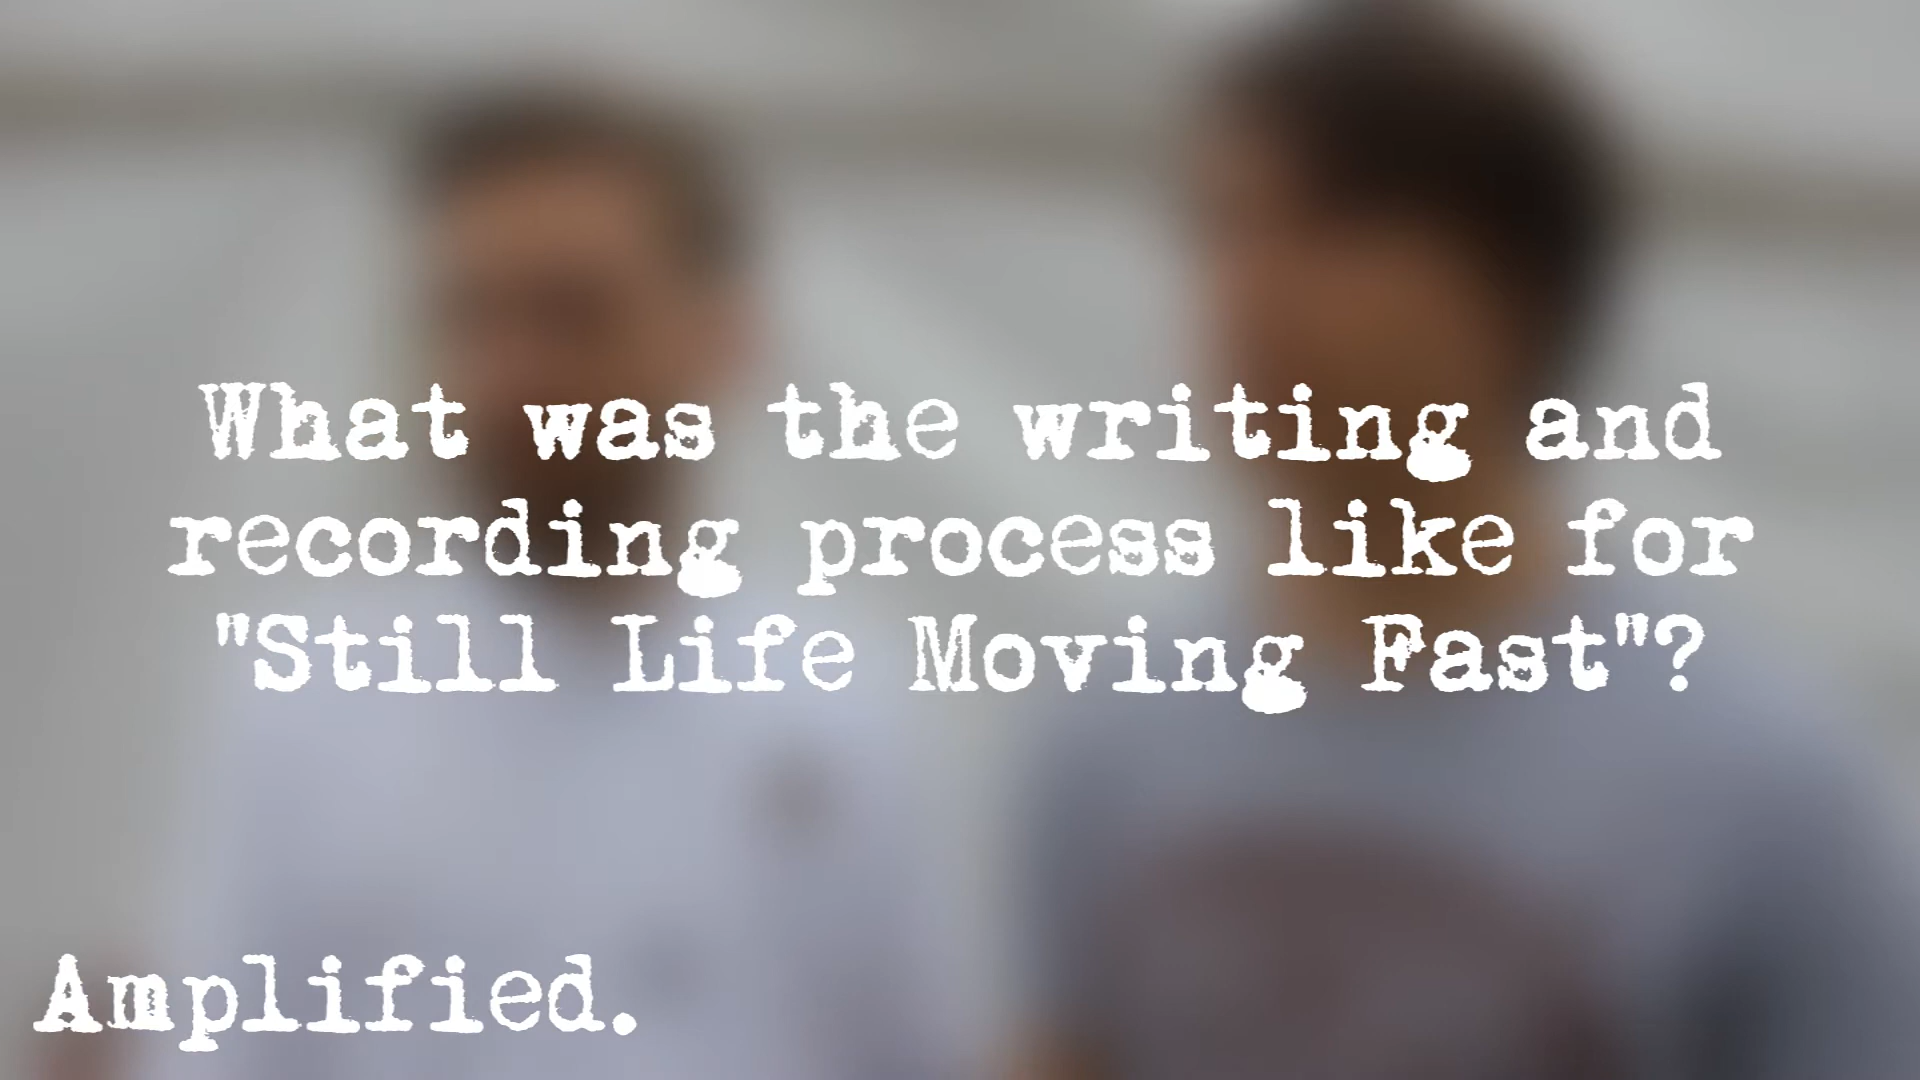 What was the writing and
recording process like for
"Still Life Moving Fast"?
Amplified.